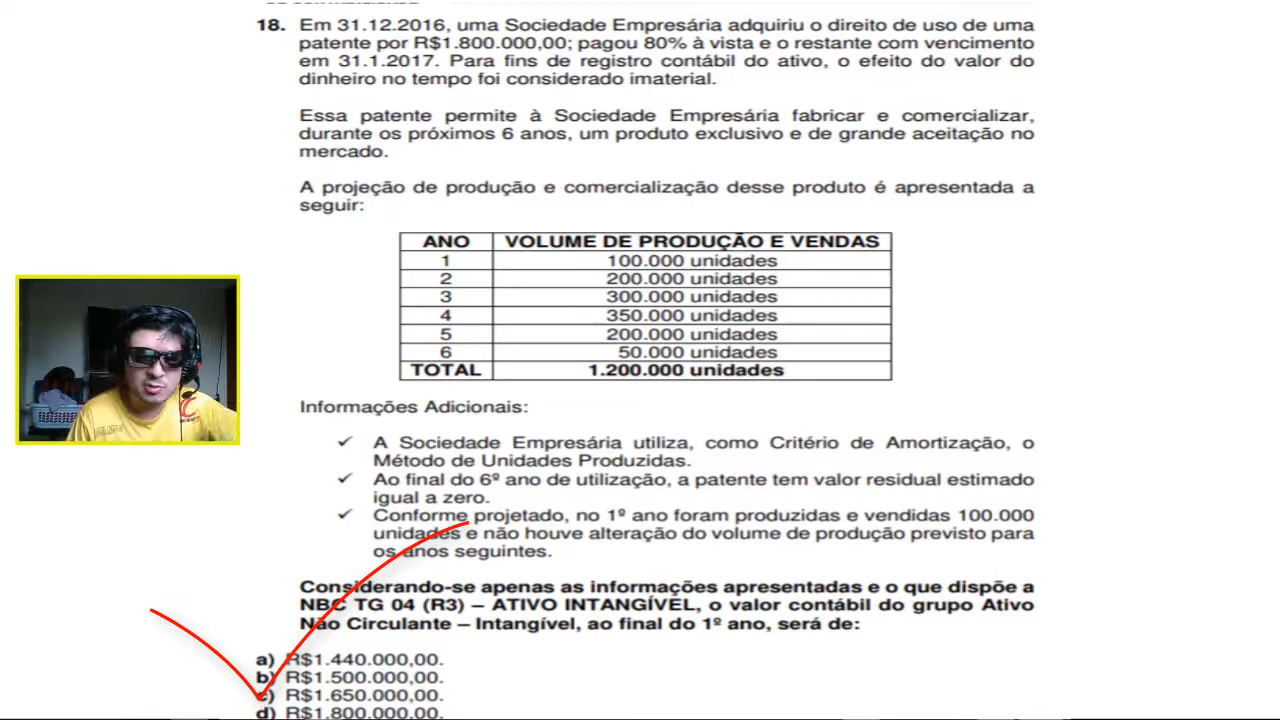 18. Em 31.12.2016, uma Sociedade Empresária adquiriu o direito de uso de uma
patente por R$1.800.000,00; pagou 80% à vista e o restante com vencimento
em 31.1.2017. Para fins de registro contábil do ativo, o efeito do valor do
dinheiro no tempo foi considerado imaterial.
Essa patente permite à Sociedade Empresária fabricar e comercializar,
durante os próximos 6 anos, um produto exclusivo e de grande aceitação no
mercado.
A projeção de produção e comercialização desse produto é apresentada a
seguir:
ANO VOLUME DE PRODUÇÃO E VENDAS
1 100.000 unidades
2 200.000 unidades
3 300.000 unidades
4 350.000 unidades
5 200.000 unidades
6 50.000 unidades
TOTAL 1.200.000 unidades
Informações Adicionais:
✓ A Sociedade Empresária utiliza, como Critério de Amortização, o
Método de Unidades Produzidas.
✓ Ao final do 6º ano de utilização, a patente tem valor residual estimado
igual a zero.
✓ Conforme projetado, no 1º ano foram produzidas e vendidas 100.000
unidades e não houve alteração do volume de produção previsto para
os anos seguintes.
Considerando-se apenas as informações apresentadas e o que dispõe a
NBC TG 04 (R3) – ATIVO INTANGÍVEL, o valor contábil do grupo Ativo
Não Circulante – Intangível, ao final do 1º ano, será de:
a) R$1.440.000,00.
b) R$1.500.000,00.
c) R$1.650.000,00.
d) R$1.800.000,00.